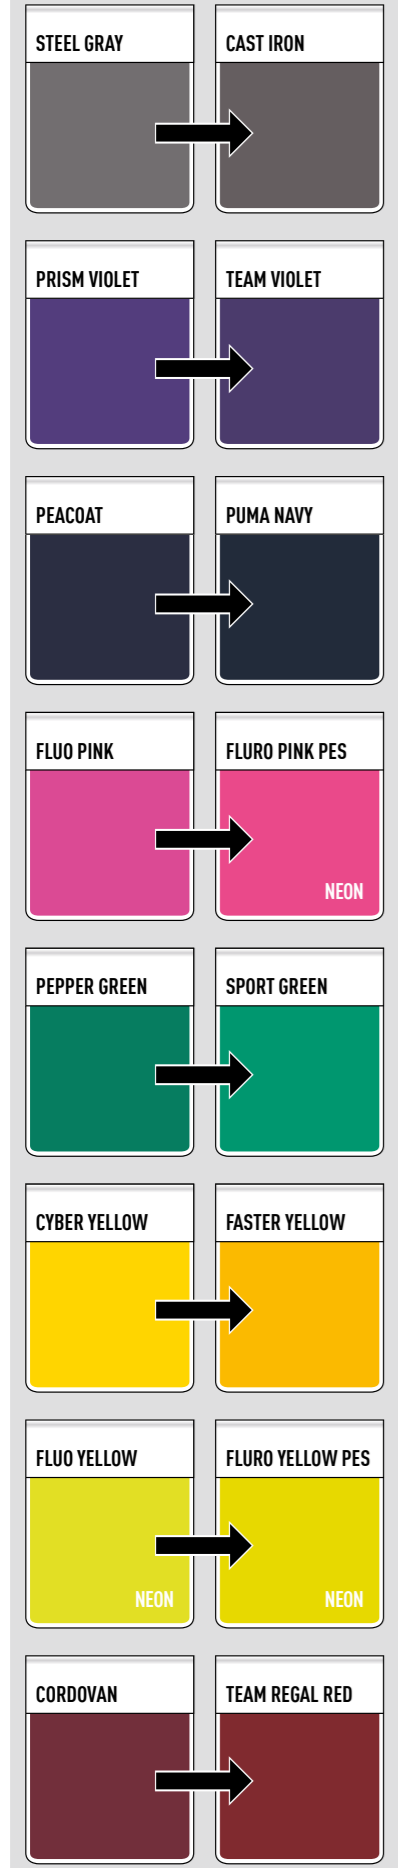 STEEL GRAY
CAST IRON
PRISM VIOLET
TEAM VIOLET
PEACOAT
PUMA NAVY
FLUO PINK
FLURO PINK PES
NEON
PEPPER GREEN
SPORT GREEN
CYBER YELLOW
FASTER YELLOW
FLUO YELLOW
FLURO YELLOW PES
NEON
NEON
CORDOVAN
TEAM REGAL RED